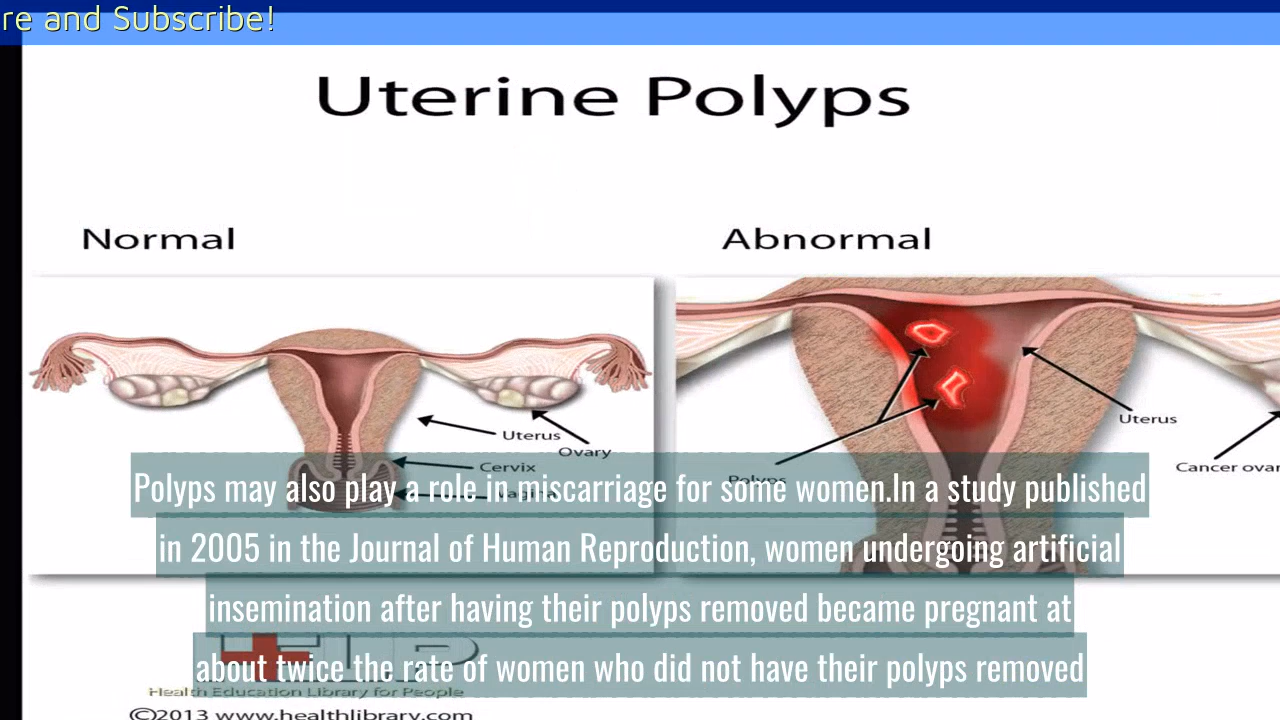 re and Subscribe!
Uterine Polyps
Normal
Abnormal
Uterus
Ovary
Cervix
Vagina
Uterus
Cancer ovar
Polyps
Polyps may also play a role in miscarriage for some women.In a study published
in 2005 in the Journal of Human Reproduction, women undergoing artificial
insemination after having their polyps removed became pregnant at
about twice the rate of women who did not have their polyps removed
Health Education Library for People
©2013 www.healthlibrary.com